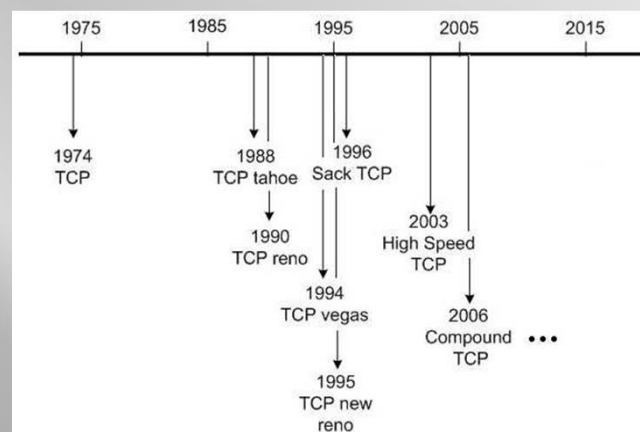 1975 1985 1995 2005 2015
1974
TCP
1988
TCP tahoe
1996
Sack TCP
1990
TCP reno
2003
High Speed
TCP
1994
TCP vegas
2006
Compound
TCP
•••
1995
TCP new
reno